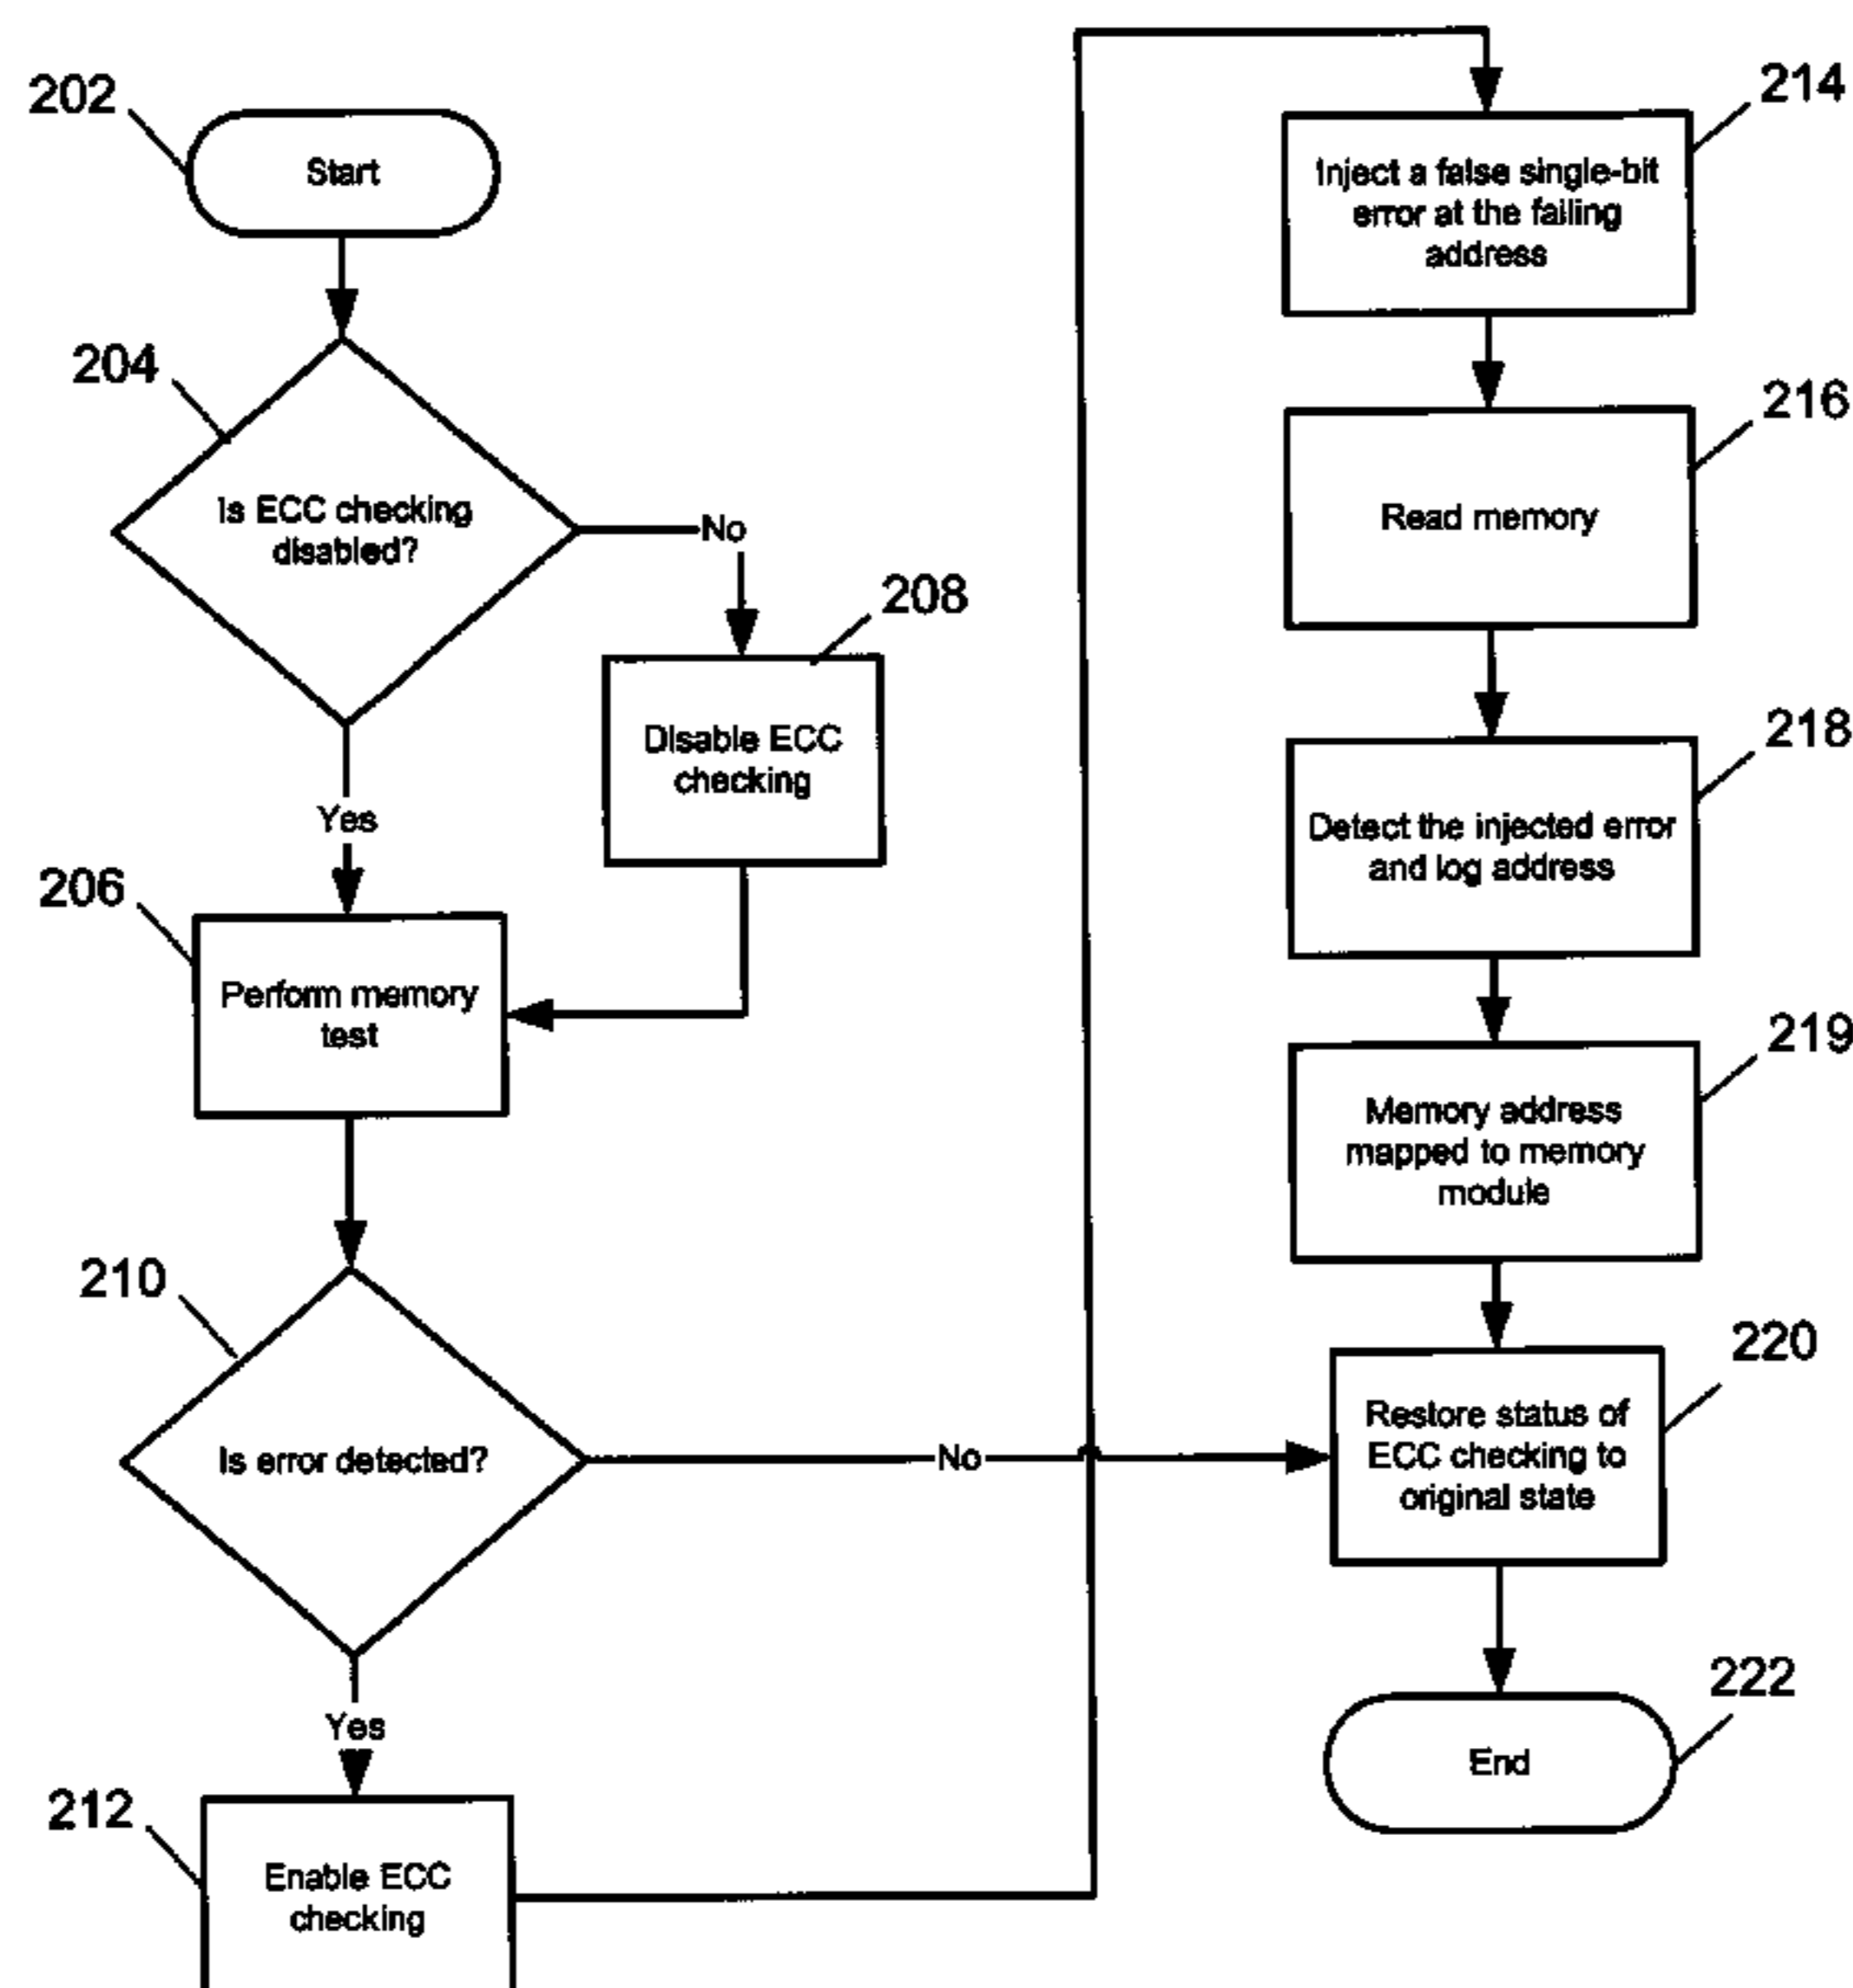 202
Start
204
Is ECC checking
disabled?
No
208
Disable ECC
checking
Yes
206
Perform memory
test
210
Is error detected?
No
Yes
212
Enable ECC
checking
214
Inject a false single-bit
error at the failing
address
216
Read memory
218
Detect the injected error
and log address
219
Memory address
mapped to memory
module
220
Restore status of
ECC checking to
original state
222
End